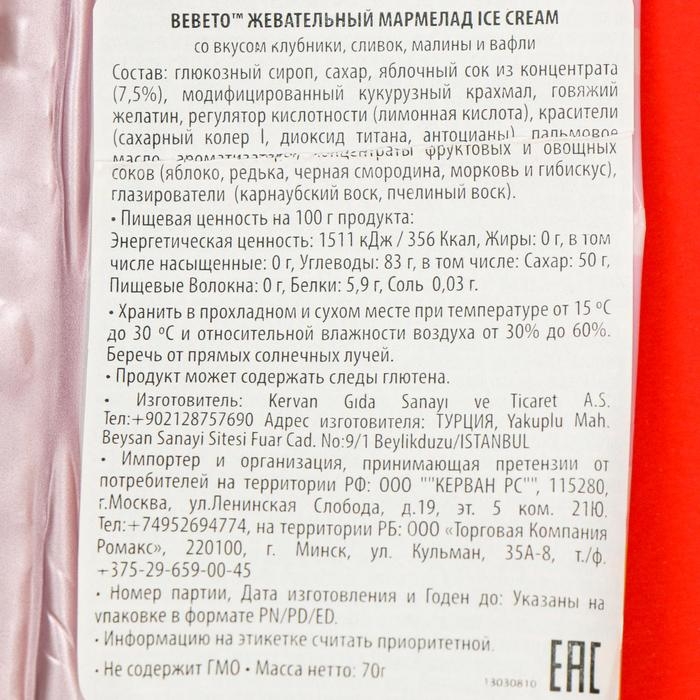 BEBETO™ ЖЕВАТЕЛЬНЫЙ МАРМЕЛАД ICE CREAM
со вкусом клубники, сливок, малины и вафли
Состав: глюкозный сироп, сахар, яблочный сок из концентрата
(7,5%), модифицированный кукурузный крахмал, говяжий
желатин, регулятор кислотности (лимонная кислота), красители
(сахарный колер I, диоксид титана, антоцианы), пальмовое
масло, ароматизаторы, концентраты фруктовых и овощных
соков (яблоко, редька, черная смородина, морковь и гибискус),
глазирователи (карнаубский воск, пчелиный воск).
• Пищевая ценность на 100 г продукта:
Энергетическая ценность: 1511 кДж / 356 Ккал, Жиры: 0 г, в том
числе насыщенные: 0 г, Углеводы: 83 г, в том числе: Сахар: 50 г,
Пищевые Волокна: 0 г, Белки: 5,9 г, Соль 0,03 г.
• Хранить в прохладном и сухом месте при температуре от 15 ºC
до 30 ºC и относительной влажности воздуха от 30% до 60%.
Беречь от прямых солнечных лучей.
• Продукт может содержать следы глютена.
• Изготовитель: Kervan Gıda Sanayı ve Ticaret A.S.
Тел:+902128757690 Адрес изготовителя: ТУРЦИЯ, Yakuplu Mah.
Beysan Sanayi Sitesi Fuar Cad. No:9/1 Beylikduzu/ISTANBUL
• Импортер и организация, принимающая претензии от
потребителей на территории РФ: ООО ""КЕРВАН РС"", 115280,
г.Москва, ул.Ленинская Слобода, д.19, эт. 5 ком. 21Ю.
Тел:+74952694774, на территории РБ: ООО «Торговая Компания
Ромакс», 220100, г. Минск, ул. Кульман, 35А-8, т./ф.
+375-29-659-00-45
• Номер партии, Дата изготовления и Годен до: Указаны на
упаковке в формате PN/PD/ED.
• Информацию на этикетке считать приоритетной.
• Не содержит ГМО • Масса нетто: 70г
13030810
EAC